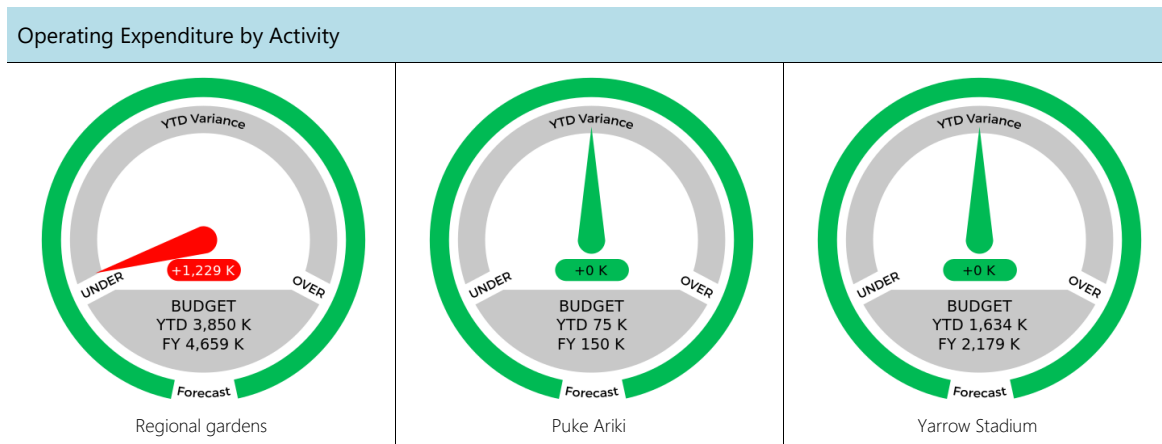 Operating Expenditure by Activity
YTD Variance
+1,229 K
UNDER
OVER
BUDGET
YTD 3,850 K
FY 4,659 K
Forecast
Regional gardens
YTD Variance
+0 K
UNDER
OVER
BUDGET
YTD 75 K
FY 150 K
Forecast
Puke Ariki
YTD Variance
+0 K
UNDER
OVER
BUDGET
YTD 1,634 K
FY 2,179 K
Forecast
Yarrow Stadium